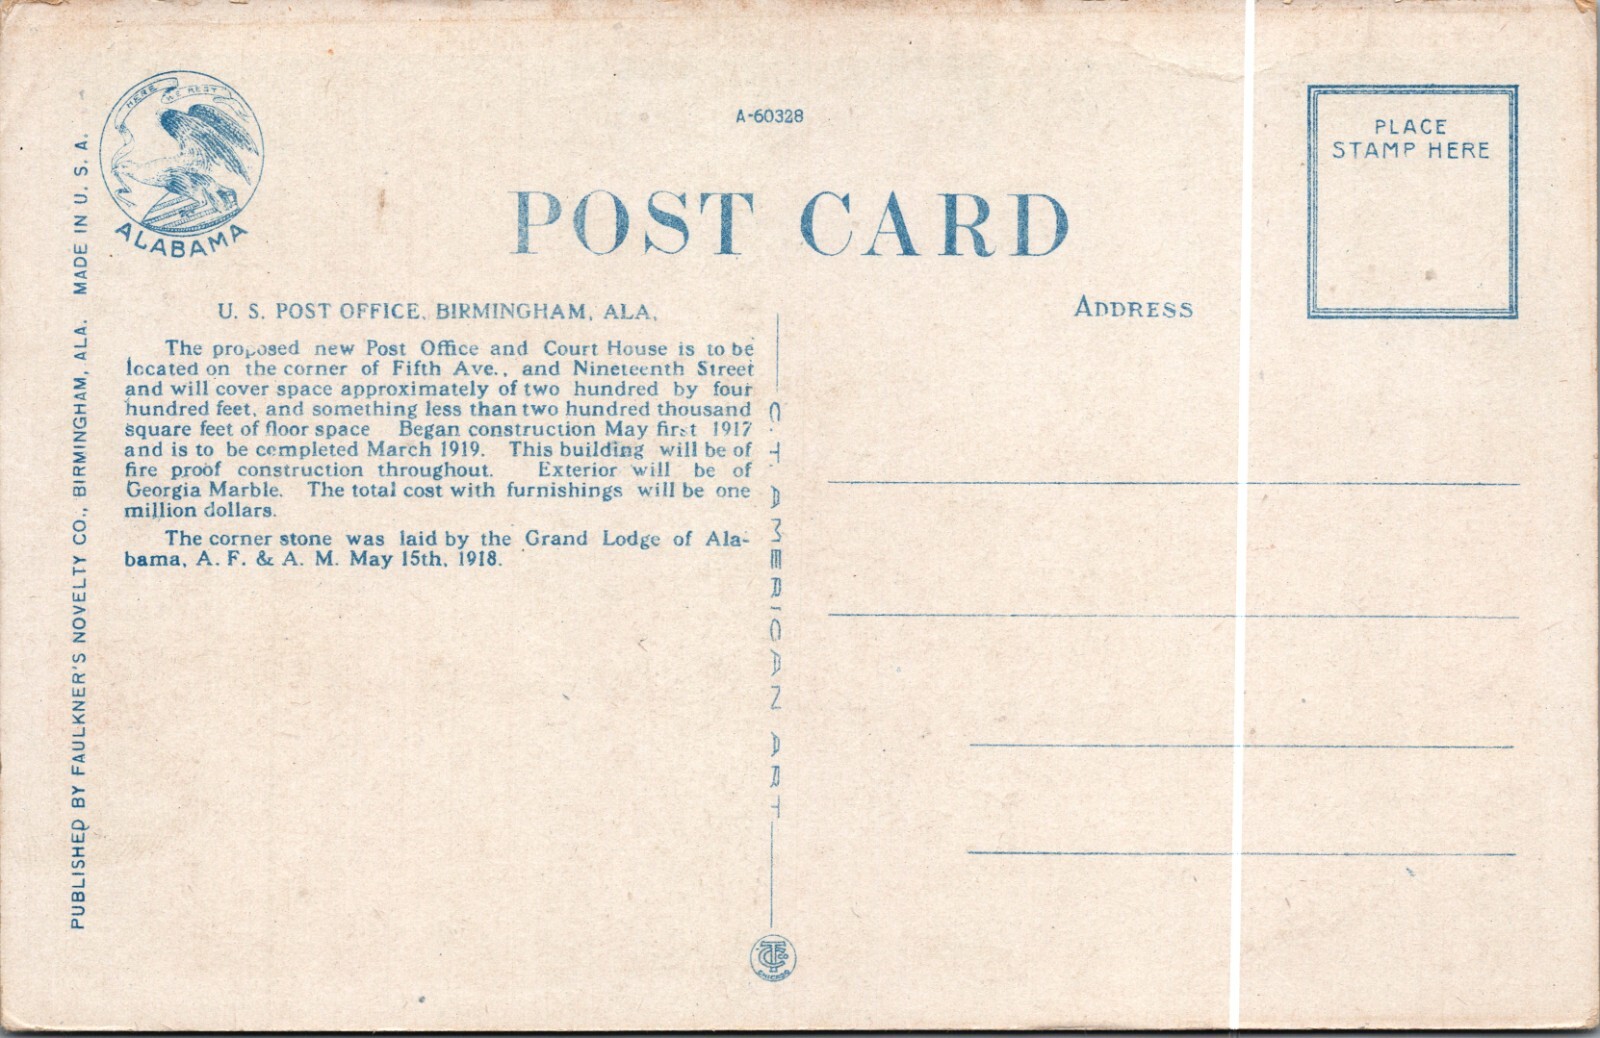 HERE WE REST
ALABAMA
A-60328
PLACE
STAMP HERE
POST CARD
U. S. POST OFFICE, BIRMINGHAM, ALA.
The proposed new Post Office and Court House is to be
located on the corner of Fifth Ave., and Nineteenth Street
and will cover space approximately of two hundred by four
hundred feet, and something less than two hundred thousand
square feet of floor space Began construction May first 1917
and is to be completed March 1919. This building will be of
fire proof construction throughout. Exterior will be of
Georgia Marble. The total cost with furnishings will be one
million dollars.
The corner stone was laid by the Grand Lodge of Ala-
bama, A. F. & A. M. May 15th, 1918.
ADDRESS
C.T. AMERICAN ART
PUBLISHED BY FAULKNER'S NOVELTY CO., BIRMINGHAM, ALA. MADE IN U. S. A.
CHICAGO